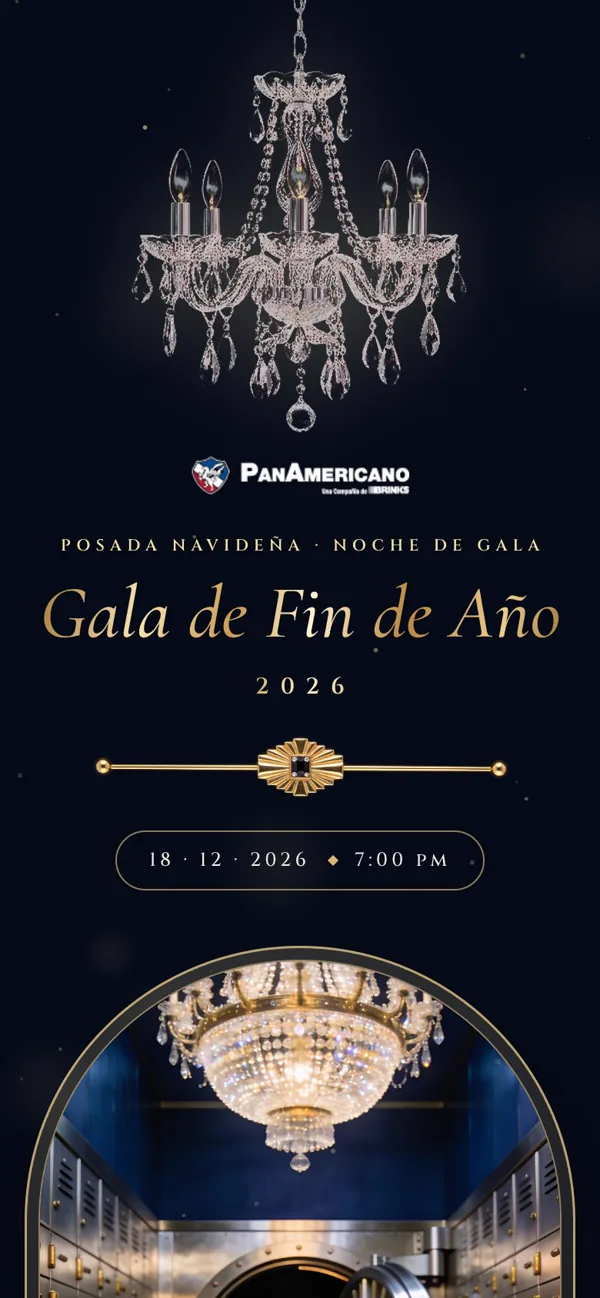 PANAMERICANO
Una Compañía de BRINKS
POSADA NAVIDEÑA · NOCHE DE GALA
Gala de Fin de Año
2026
18 · 12 · 2026 ◆ 7:00 PM